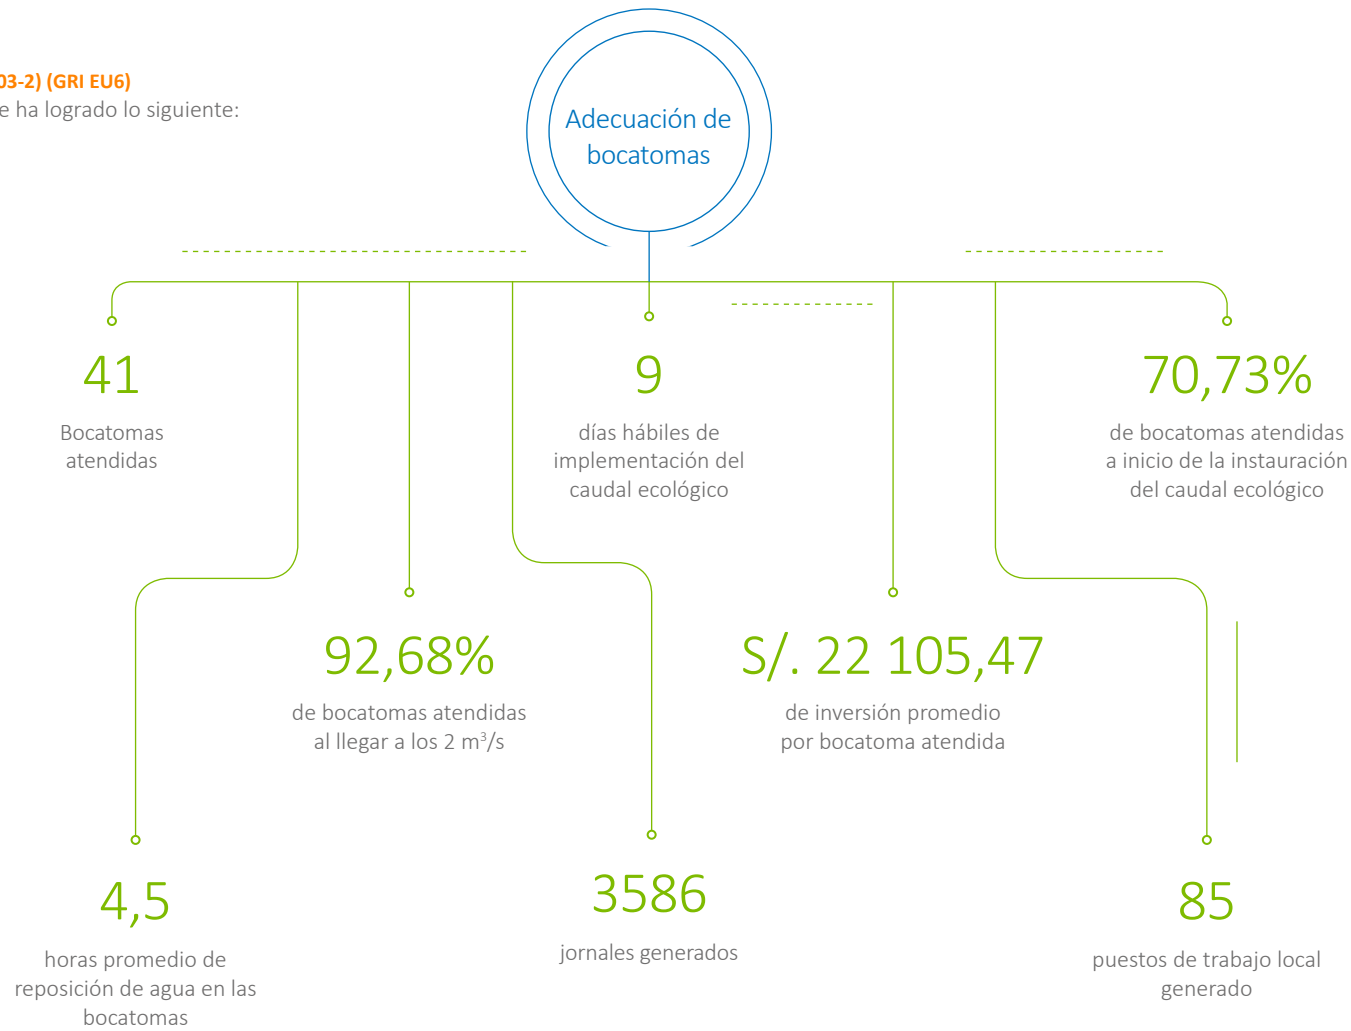 03-2) (GRI EU6)
e ha logrado lo siguiente:
Adecuación de
bocatomas
41
Bocatomas
atendidas
9
días hábiles de
implementación del
caudal ecológico
70,73%
de bocatomas atendidas
a inicio de la instauración
del caudal ecológico
92,68%
de bocatomas atendidas
al llegar a los 2 m³/s
S/. 22 105,47
de inversión promedio
por bocatoma atendida
4,5
horas promedio de
reposición de agua en las
bocatomas
3586
jornales generados
85
puestos de trabajo local
generado